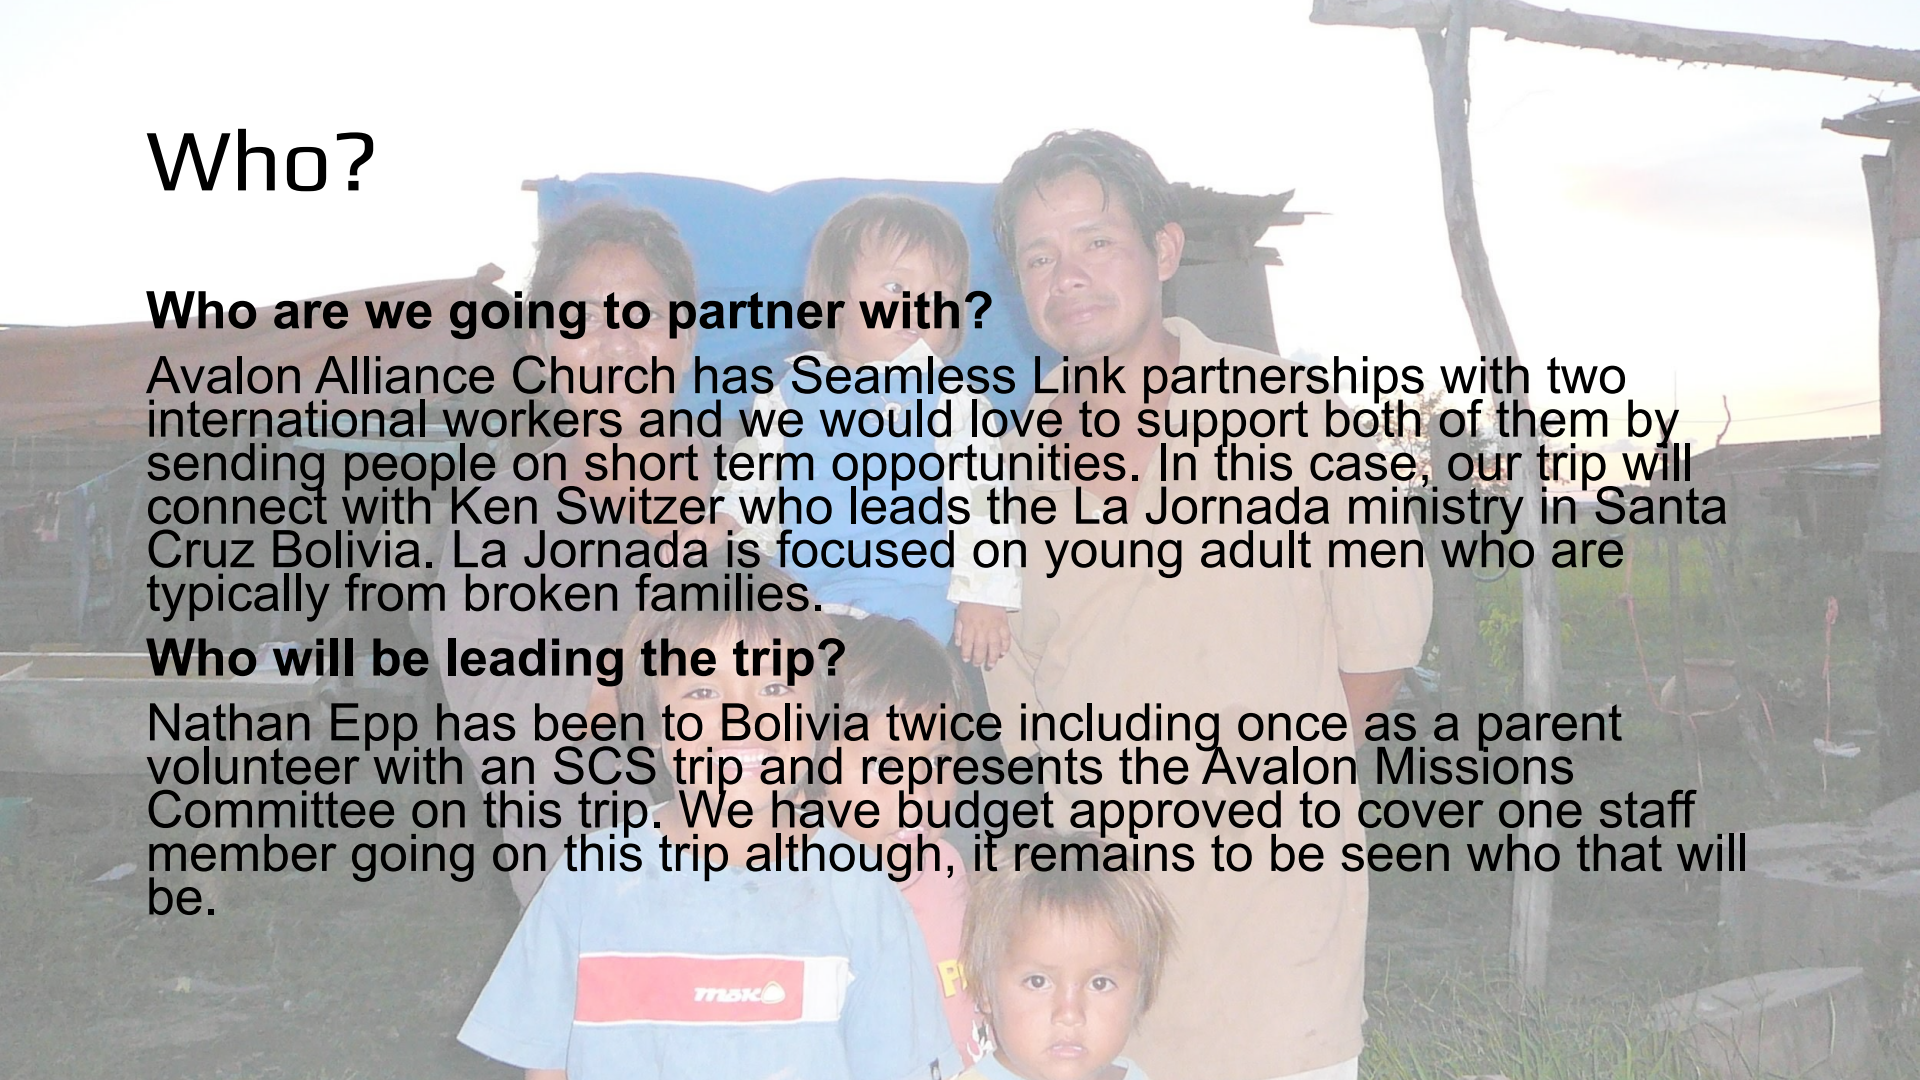 Who?
Who are we going to partner with?
Avalon Alliance Church has Seamless Link partnerships with two
international workers and we would love to support both of them by
sending people on short term opportunities. In this case, our trip will
connect with Ken Switzer who leads the La Jornada ministry in Santa
Cruz Bolivia. La Jornada is focused on young adult men who are
typically from broken families.
Who will be leading the trip?
Nathan Epp has been to Bolivia twice including once as a parent
volunteer with an SCS trip and represents the Avalon Missions
Committee on this trip. We have budget approved to cover one staff
member going on this trip although, it remains to be seen who that will
be.